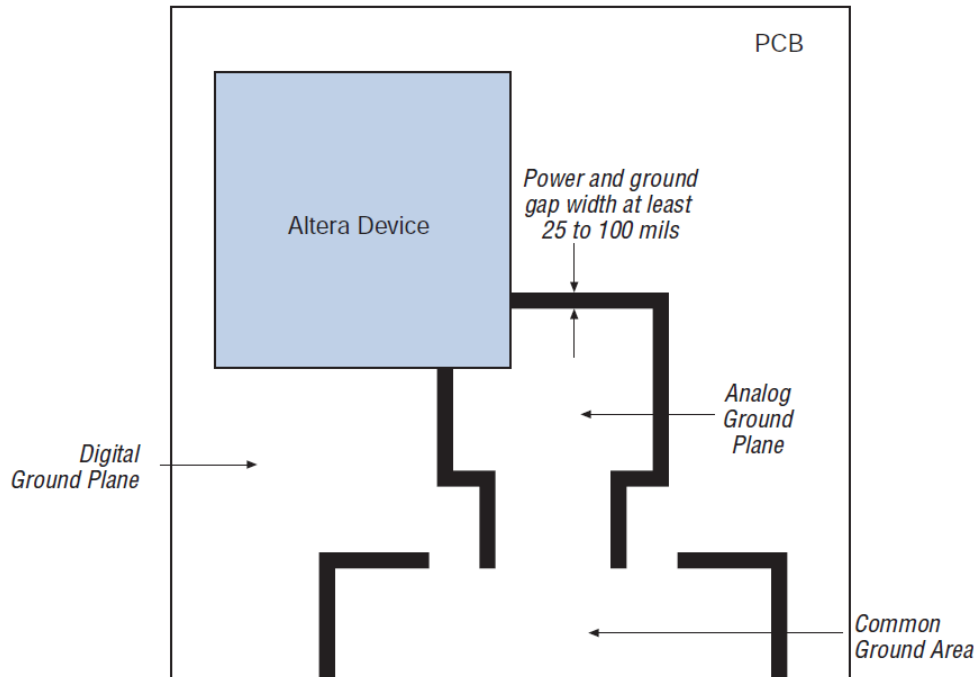 PCB
Power and ground
gap width at least
25 to 100 mils
Altera Device
Analog
Ground
Plane
Digital
Ground Plane
Common
Ground Area